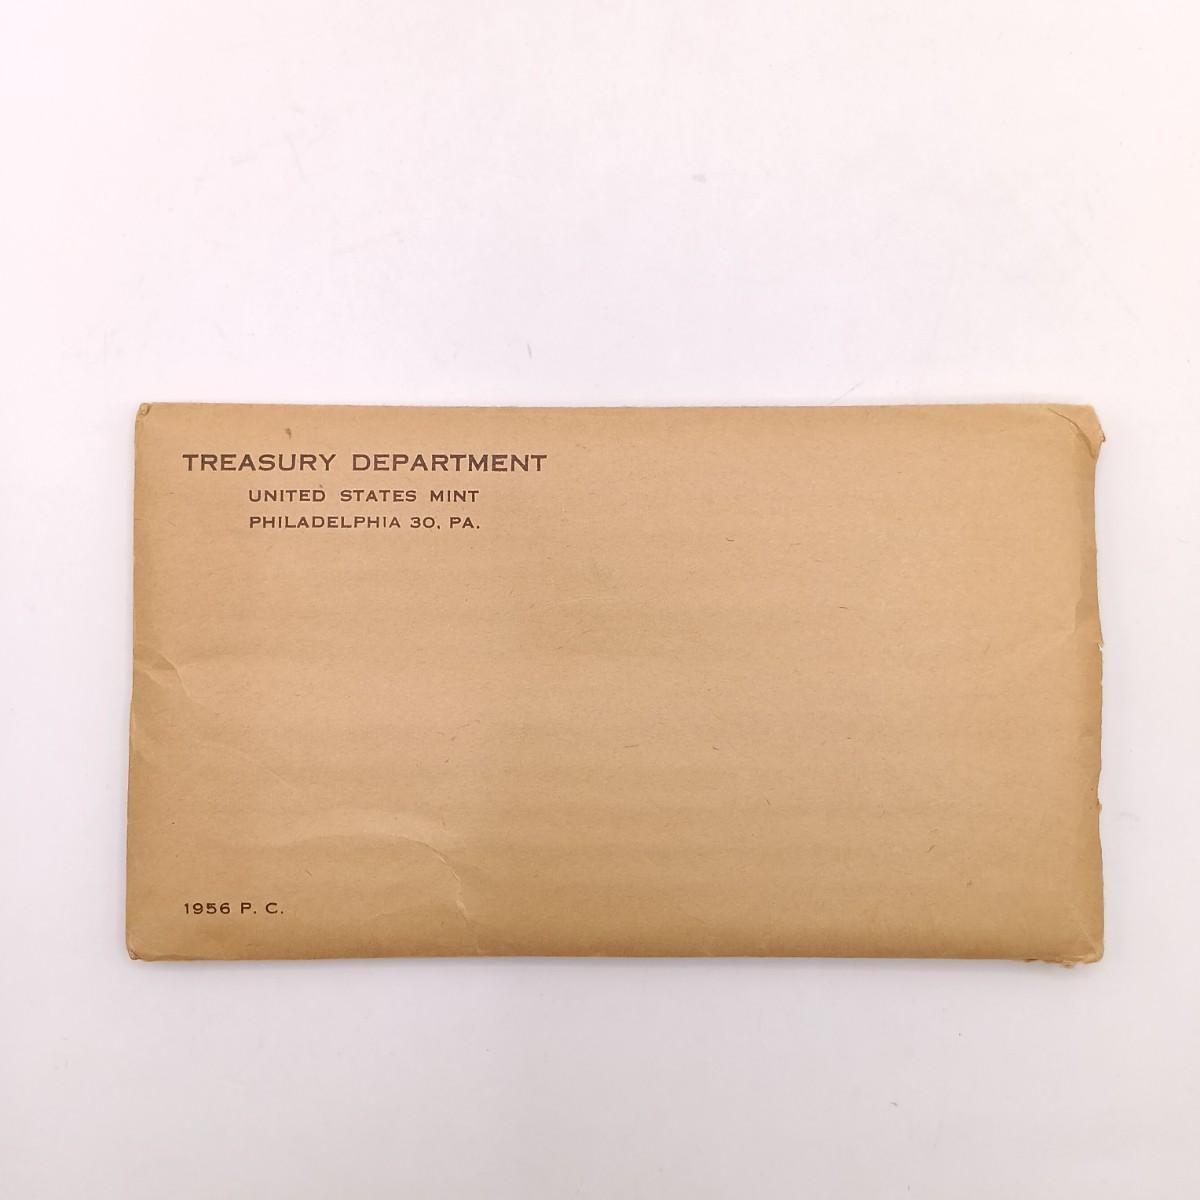 TREASURY DEPARTMENT
UNITED STATES MINT
PHILADELPHIA 30, PA.
1956 P. C.